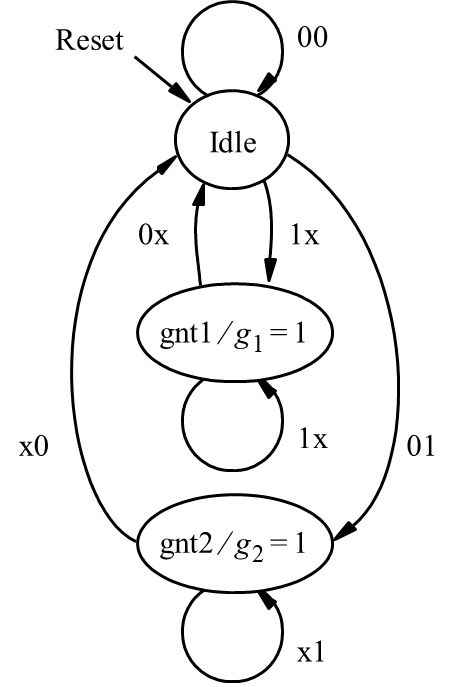 Reset
00
Idle
0x
1x
gnt1 ⁄ g₁ = 1
1x
x0
01
gnt2 ⁄ g₂ = 1
x1